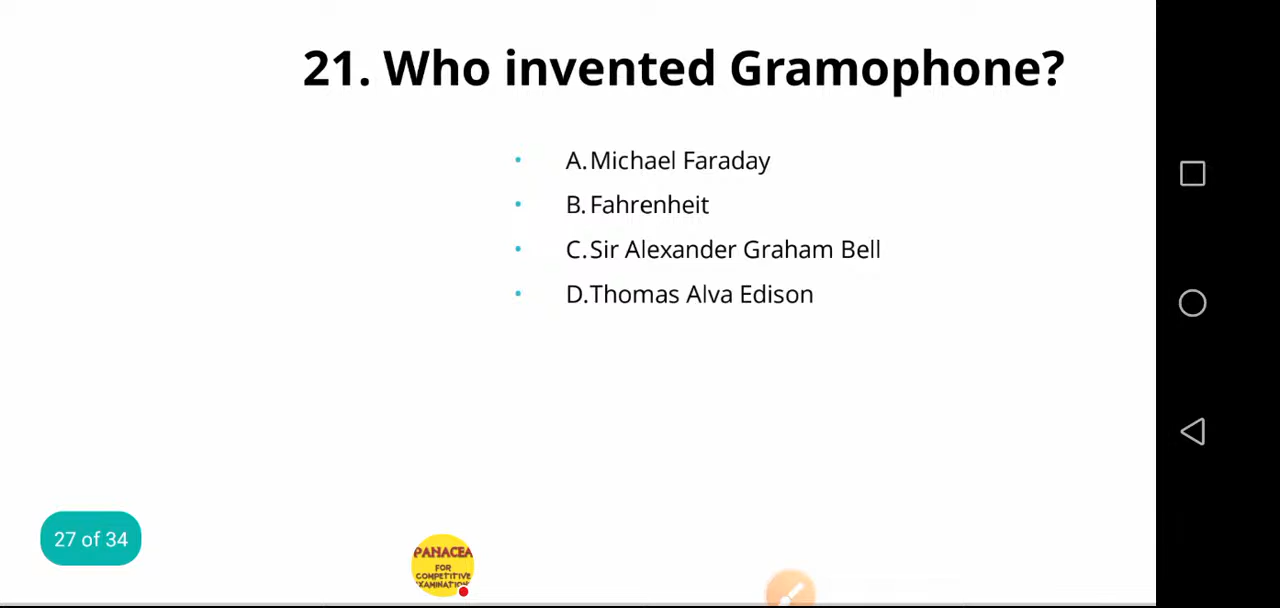 21. Who invented Gramophone?
• A. Michael Faraday
• B. Fahrenheit
• C. Sir Alexander Graham Bell
• D. Thomas Alva Edison
27 of 34
PANACEA
FOR
COMPETITIVE
EXAMINATION